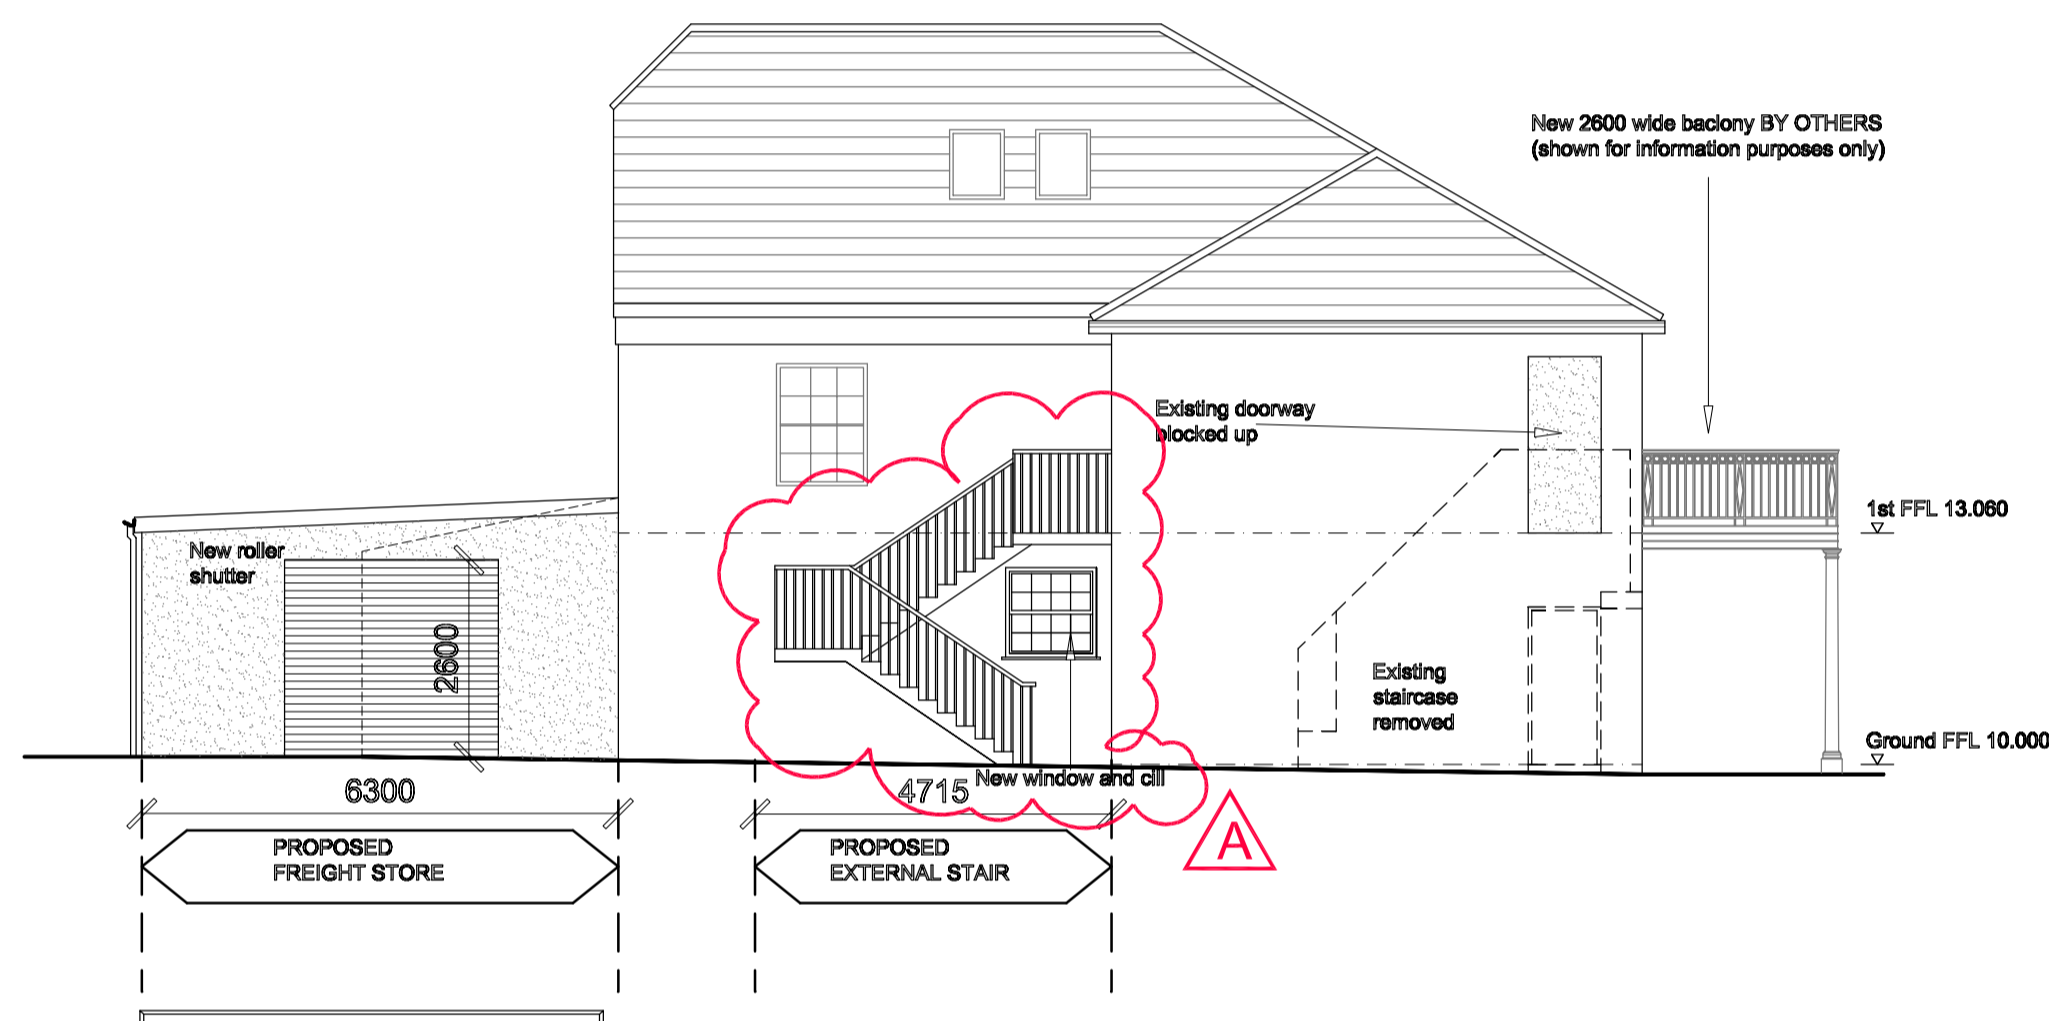 New 2600 wide baclony BY OTHERS
(shown for information purposes only)
Existing doorway
blocked up
1st FFL 13.060
New roller
shutter
2600
Existing
staircase
removed
Ground FFL 10.000
New window and cill
6300
4715
A
PROPOSED
FREIGHT STORE
PROPOSED
EXTERNAL STAIR